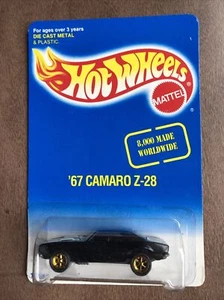 For ages over 3 years
DIE CAST METAL
& PLASTIC.
Hot Wheels
MATTEL
8,000 MADE
WORLDWIDE
'67 CAMARO Z-28